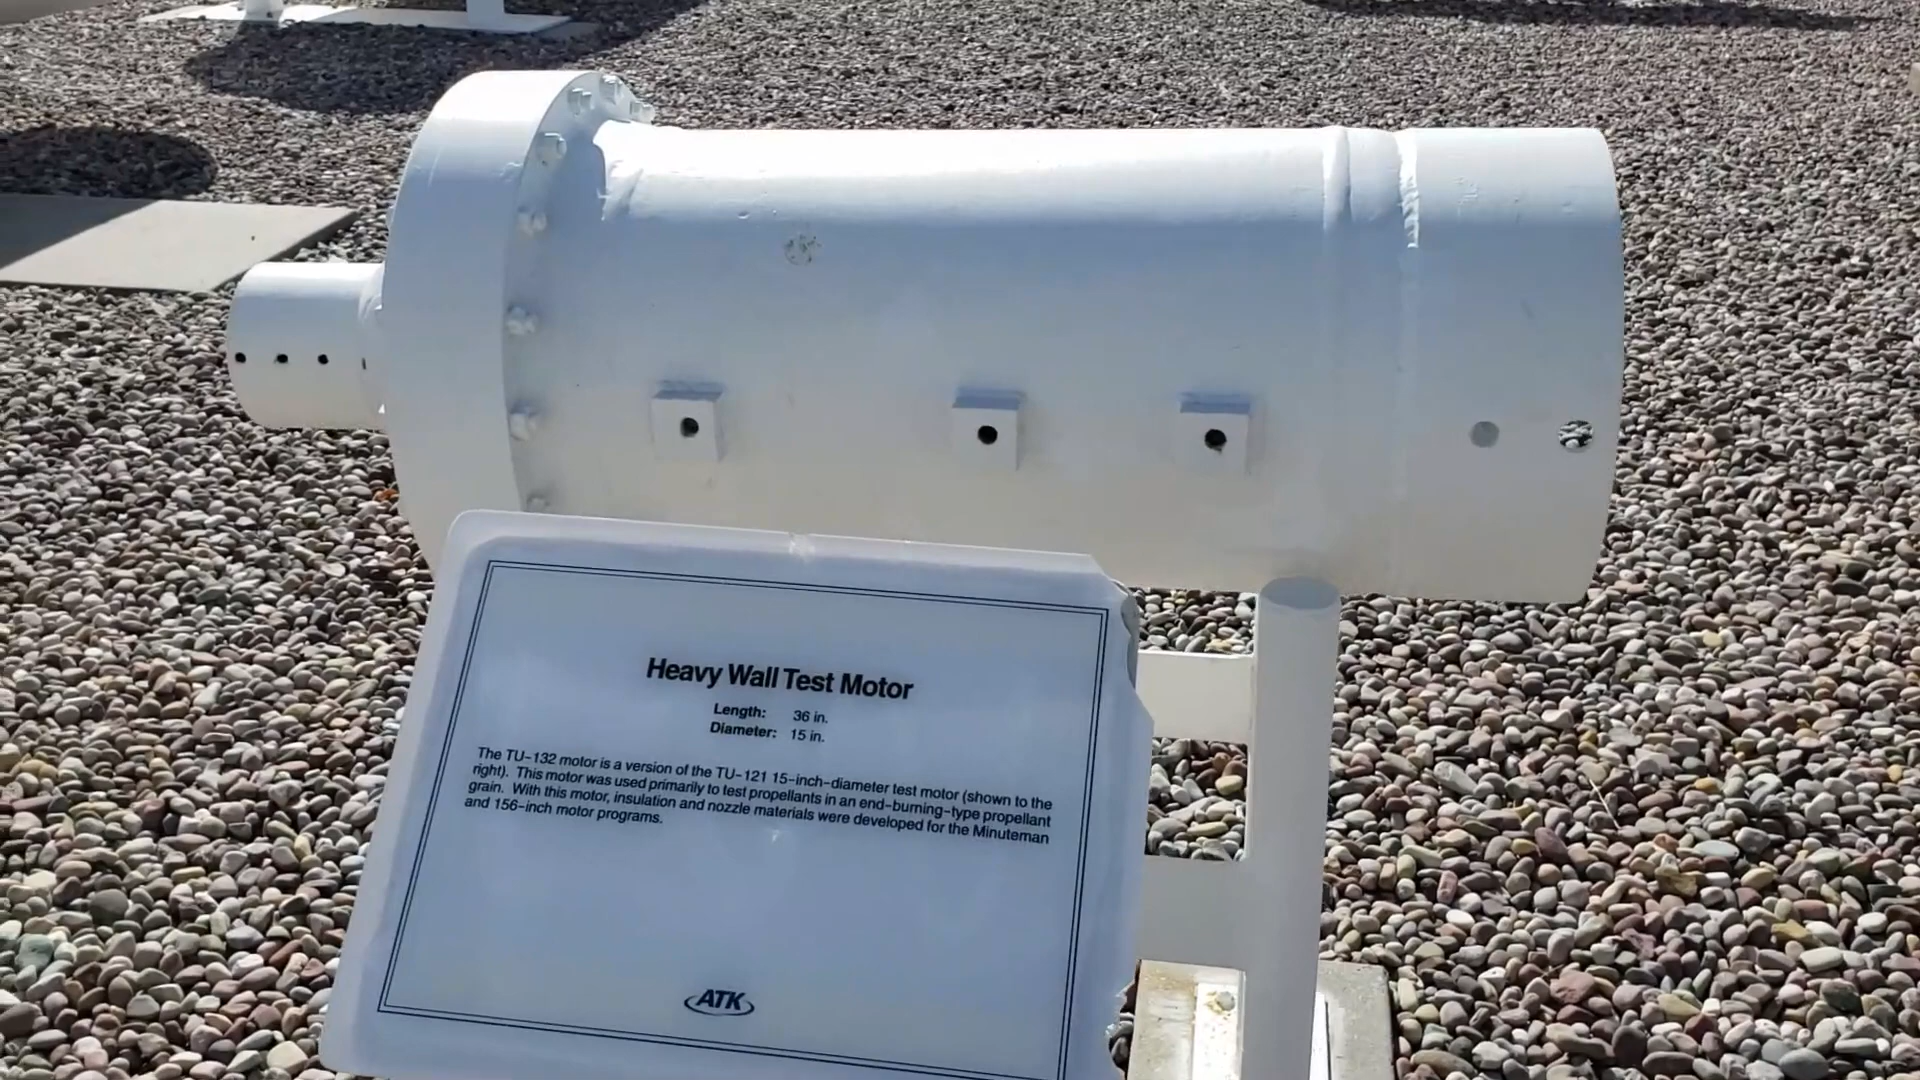 Heavy Wall Test Motor
Length: 36 in.
Diameter: 15 in.
The TU-132 motor is a version of the TU-121 15-inch-diameter test motor (shown to the
right). This motor was used primarily to test propellants in an end-burning-type propellant
grain. With this motor, insulation and nozzle materials were developed for the Minuteman
and 156-inch motor programs.
ATK